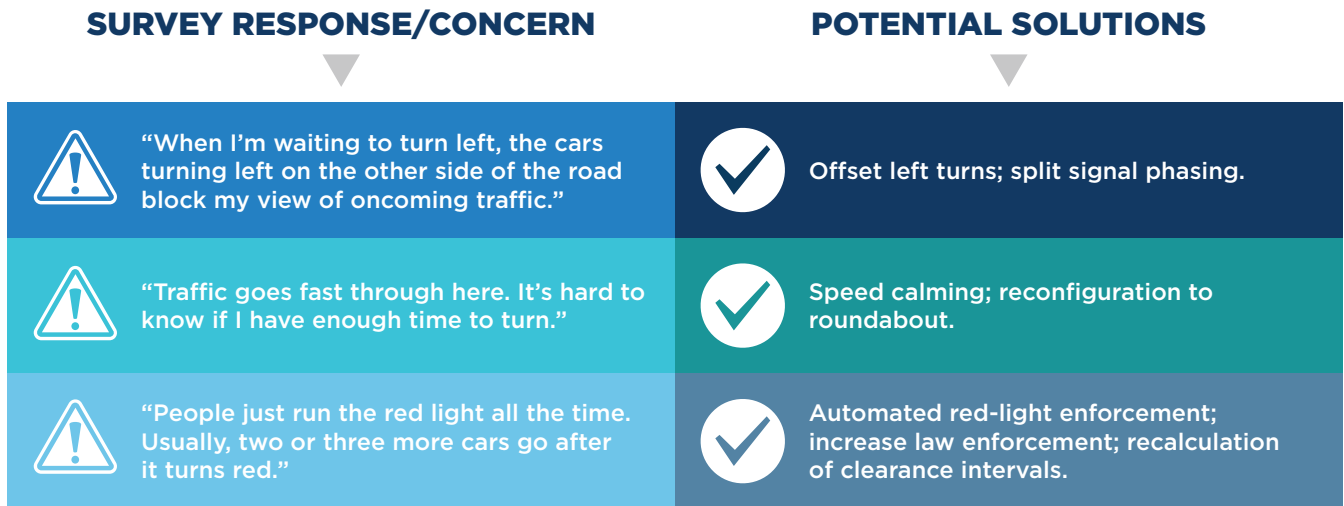 SURVEY RESPONSE/CONCERN
POTENTIAL SOLUTIONS
“When I’m waiting to turn left, the cars
turning left on the other side of the road
block my view of oncoming traffic.”
Offset left turns; split signal phasing.
“Traffic goes fast through here. It’s hard to
know if I have enough time to turn.”
Speed calming; reconfiguration to
roundabout.
“People just run the red light all the time.
Usually, two or three more cars go after
it turns red.”
Automated red-light enforcement;
increase law enforcement; recalculation
of clearance intervals.